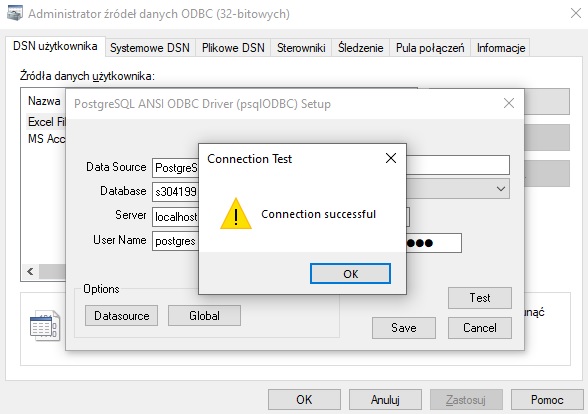 Administrator źródeł danych ODBC (32-bitowych)
DSN użytkownika Systemowe DSN Plikowe DSN Sterowniki Śledzenie Pula połączeń Informacje
Źródła danych użytkownika:
Nazwa
Excel Fi
MS Acc
PostgreSQL ANSI ODBC Driver (psqlODBC) Setup
Data Source PostgreS
Database s304199
Server localhost
User Name postgres
Connection Test
Connection successful
OK
Options
Datasource Global
Test
Save Cancel
OK Anuluj Zastosuj Pomoc